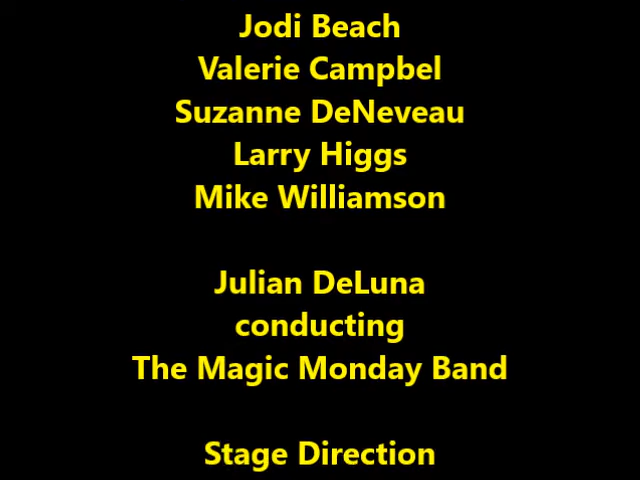 Jodi Beach
Valerie Campbel
Suzanne DeNeveau
Larry Higgs
Mike Williamson
Julian DeLuna
conducting
The Magic Monday Band
Stage Direction